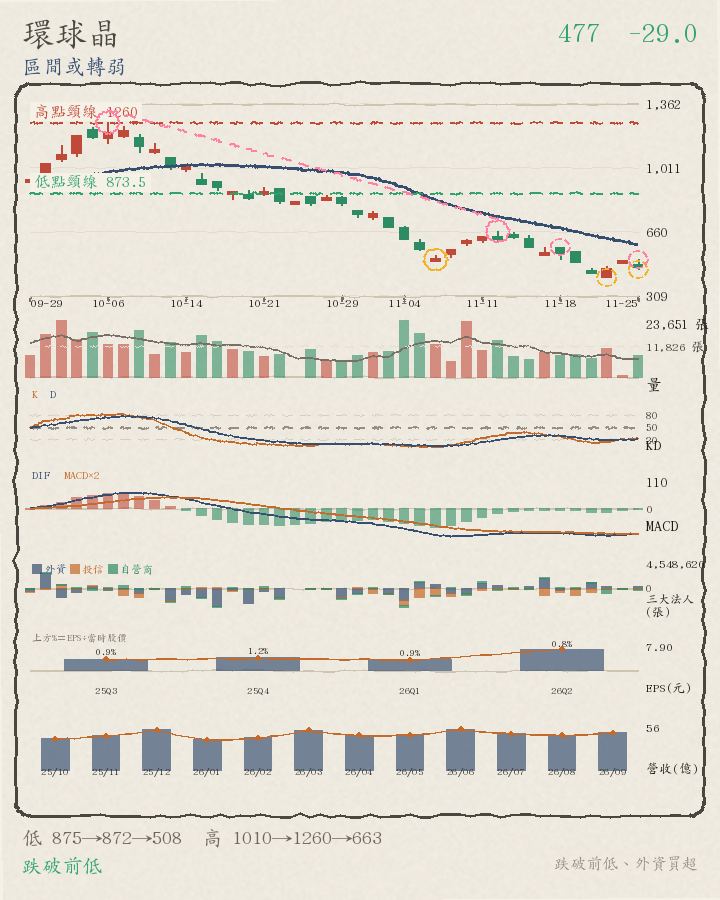 環球晶
477 -29.0
區間或轉弱
高點頸線 1260
低點頸線 873.5
1,362
1,011
660
309
09-29 10-06 10-14 10-21 10-29 11-04 11-11 11-18 11-25
23,651 張
11,826 張
量
K D
80
50
20
KD
DIF MACD×2
110
0
MACD
外資 投信 自營商
4,548,620
0
三大法人
(張)
上方%=EPS÷當時股價
0.9% 1.2% 0.9% 0.8%
7.90
25Q3 25Q4 26Q1 26Q2
EPS(元)
56
25/10 25/11 25/12 26/01 26/02 26/03 26/04 26/05 26/06 26/07 26/08 26/09
營收(億)
低 875→872→508 高 1010→1260→663
跌破前低
跌破前低、外資買超